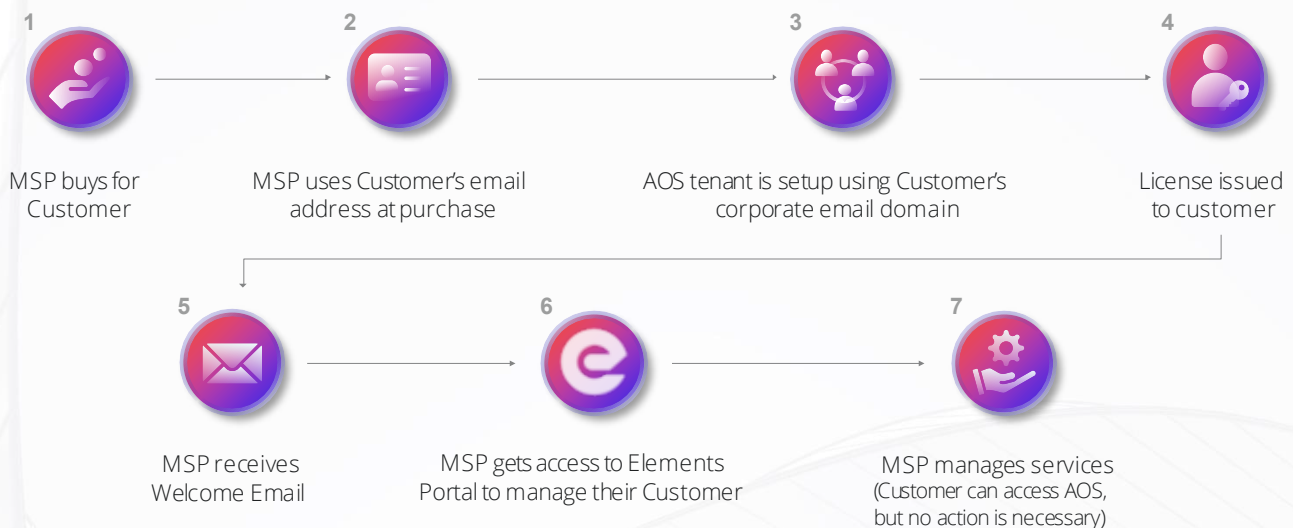 1
MSP buys for
Customer
2
MSP uses Customer's email
address at purchase
3
AOS tenant is setup using Customer's
corporate email domain
4
License issued
to customer
5
MSP receives
Welcome Email
6
MSP gets access to Elements
Portal to manage their Customer
7
MSP manages services
(Customer can access AOS,
but no action is necessary)